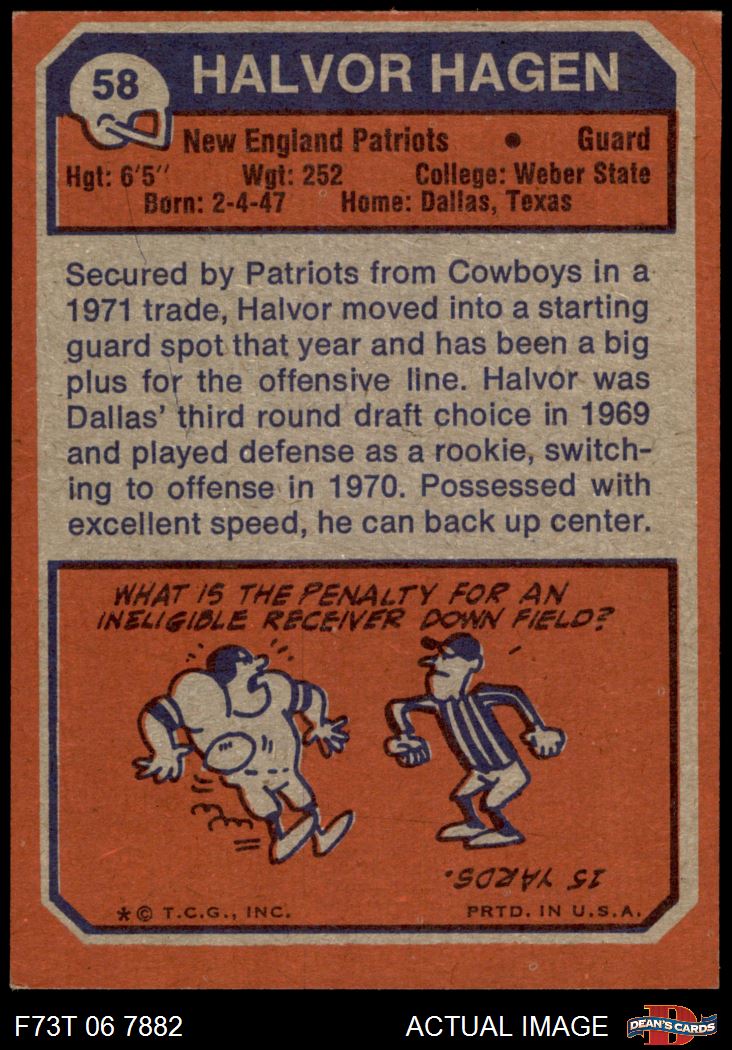 58
HALVOR HAGEN
New England Patriots • Guard
Hgt: 6'5" Wgt: 252 College: Weber State
Born: 2-4-47 Home: Dallas, Texas
Secured by Patriots from Cowboys in a
1971 trade, Halvor moved into a starting
guard spot that year and has been a big
plus for the offensive line. Halvor was
Dallas' third round draft choice in 1969
and played defense as a rookie, switch-
ing to offense in 1970. Possessed with
excellent speed, he can back up center.
WHAT IS THE PENALTY FOR AN
INELIGIBLE RECEIVER DOWN FIELD?
15 YARDS.
*© T.C.G., INC. PRTD. IN U.S.A.
F73T 06 7882 ACTUAL IMAGE
D
DEAN'S CARDS